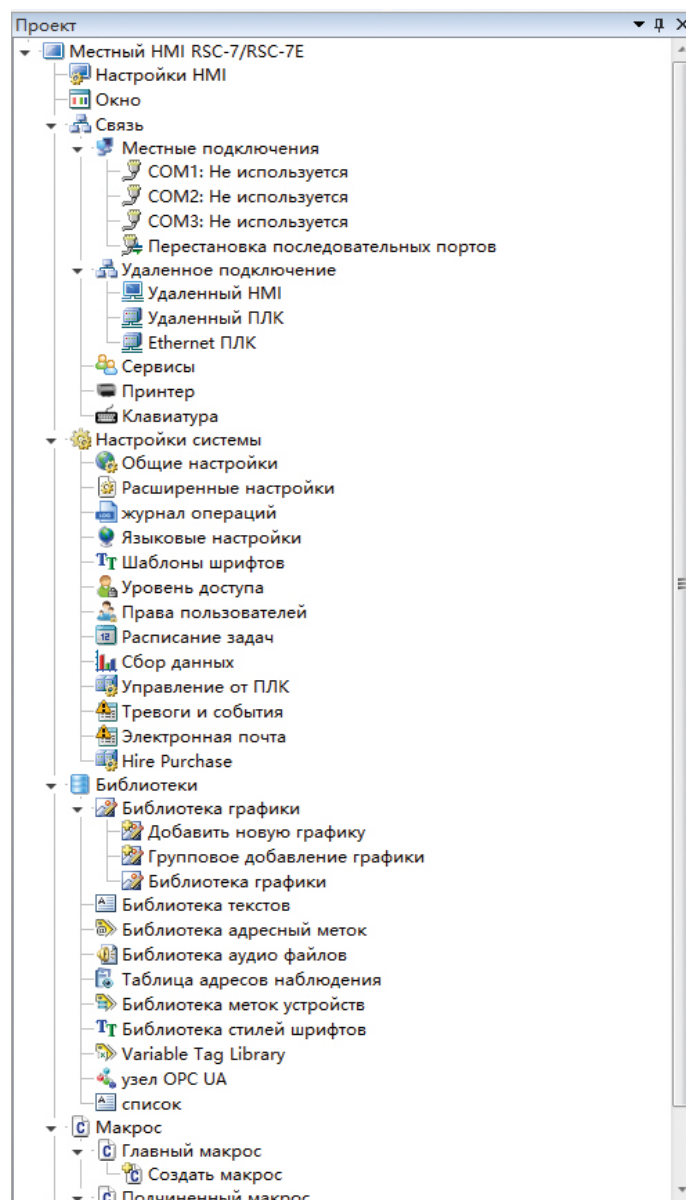 Проект
Местный HMI RSC-7/RSC-7E
Настройки HMI
Окно
Связь
Местные подключения
COM1: Не используется
COM2: Не используется
COM3: Не используется
Перестановка последовательных портов
Удаленное подключение
Удаленный HMI
Удаленный ПЛК
Ethernet ПЛК
Сервисы
Принтер
Клавиатура
Настройки системы
Общие настройки
Расширенные настройки
журнал операций
Языковые настройки
Шаблоны шрифтов
Уровень доступа
Права пользователей
Расписание задач
Сбор данных
Управление от ПЛК
Тревоги и события
Электронная почта
Hire Purchase
Библиотеки
Библиотека графики
Добавить новую графику
Групповое добавление графики
Библиотека графики
Библиотека текстов
Библиотека адресный меток
Библиотека аудио файлов
Таблица адресов наблюдения
Библиотека меток устройств
Библиотека стилей шрифтов
Variable Tag Library
узел OPC UA
список
Макрос
Главный макрос
Создать макрос
Подчиненный макрос